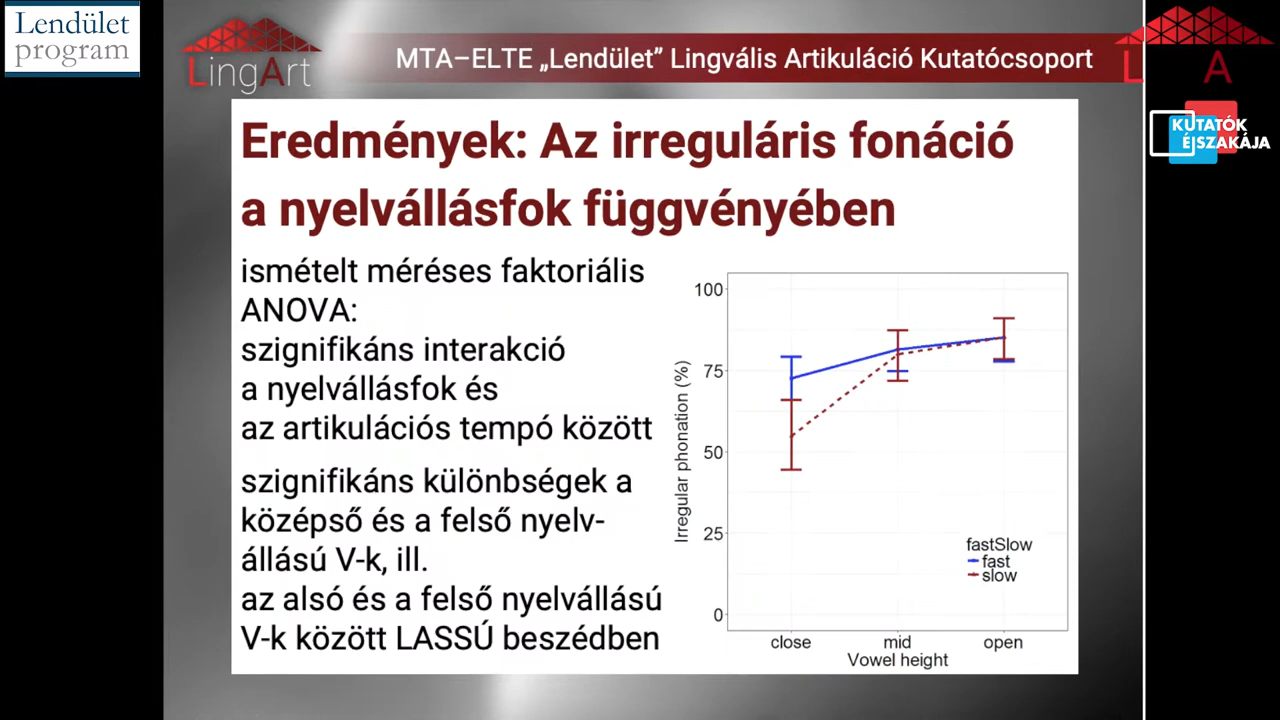 Lendület
program
LingArt
MTA–ELTE „Lendület” Lingvális Artikuláció Kutatócsoport
L A
KUTATÓK
ÉJSZAKÁJA
Eredmények: Az irreguláris fonáció
a nyelvállásfok függvényében
ismételt méréses faktoriális
ANOVA:
szignifikáns interakció
a nyelvállásfok és
az artikulációs tempó között
szignifikáns különbségek a
középső és a felső nyelv-
állású V-k, ill.
az alsó és a felső nyelvállású
V-k között LASSÚ beszédben
Irregular phonation (%)
100
75
50
25
0
fastSlow
fast
slow
close mid open
Vowel height